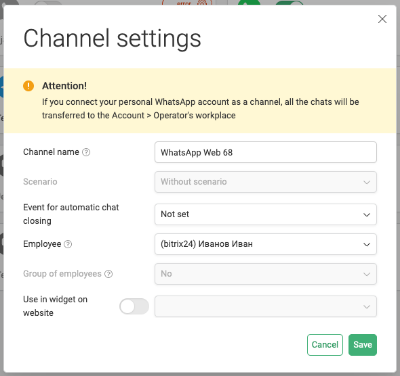 Channel settings
Attention!
If you connect your personal WhatsApp account as a channel, all the chats will be
transferred to the Account > Operator's workplace
Channel name
WhatsApp Web 68
Scenario
Without scenario
Event for automatic chat
closing
Not set
Employee
(bitrix24) Иванов Иван
Group of employees
No
Use in widget on
website
Cancel
Save